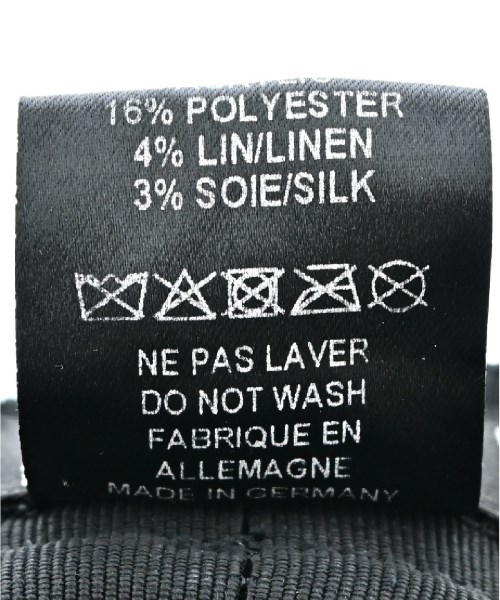 16% POLYESTER
4% LIN/LINEN
3% SOIE/SILK
NE PAS LAVER
DO NOT WASH
FABRIQUE EN
ALLEMAGNE
MADE IN GERMANY